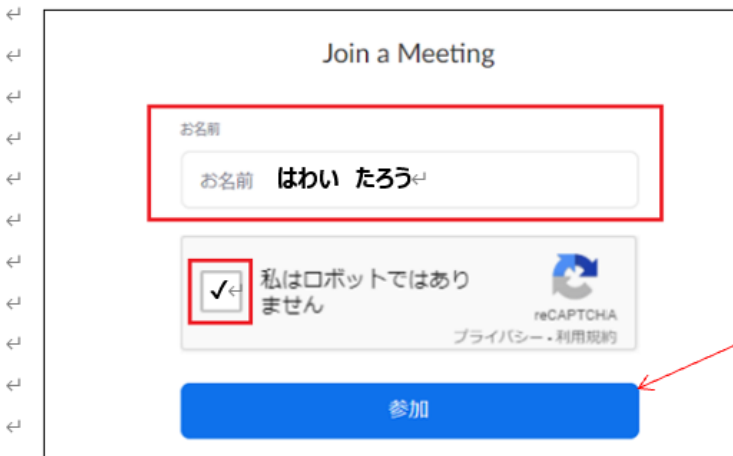 Join a Meeting
お名前
お名前 はわい たろう
✓ 私はロボットではあり
ません
reCAPTCHA
プライバシー - 利用規約
参加